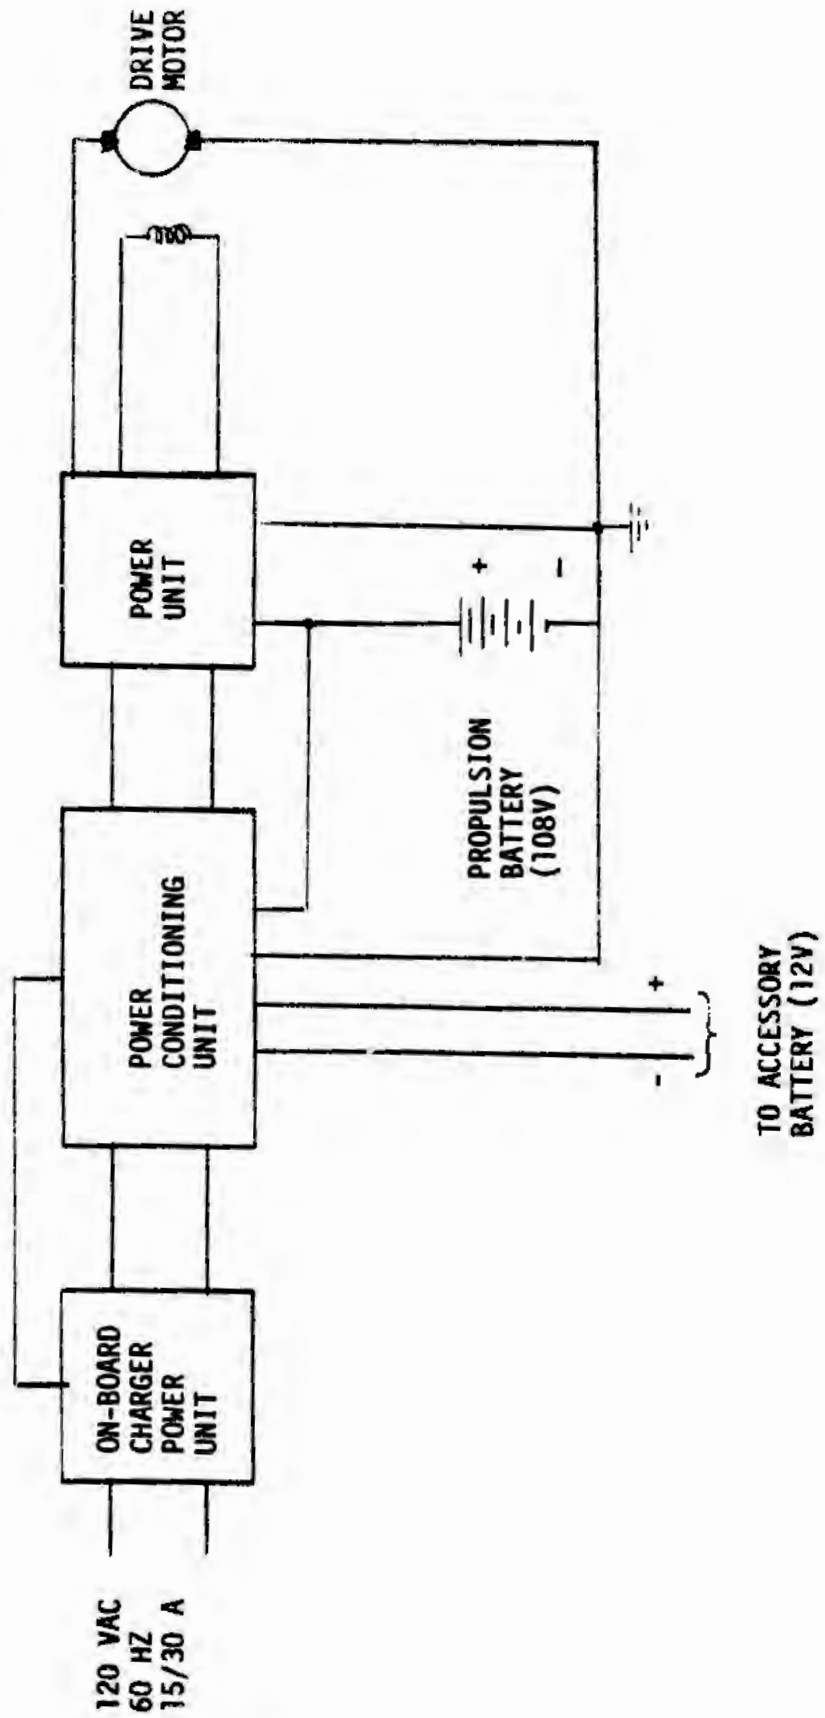 120 VAC
60 HZ
15/30 A
ON-BOARD
CHARGER
POWER
UNIT
POWER
CONDITIONING
UNIT
POWER
UNIT
DRIVE
MOTOR
PROPULSION
BATTERY
(108V)
+
-
- +
TO ACCESSORY
BATTERY (12V)